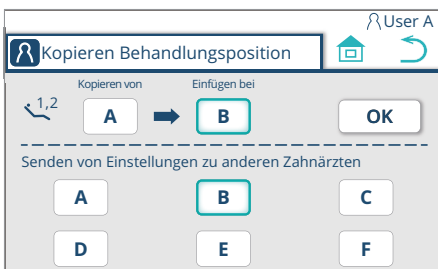 User A
Kopieren Behandlungsposition
Kopieren von Einfügen bei
1,2 A B OK
Senden von Einstellungen zu anderen Zahnärzten
A B C
D E F